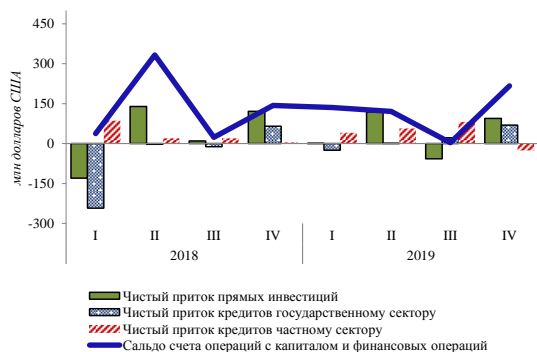 млн долларов США
450
300
150
0
-150
-300
I II III IV I II III IV
2018 2019
Чистый приток прямых инвестиций
Чистый приток кредитов государственному сектору
Чистый приток кредитов частному сектору
Сальдо счета операций с капиталом и финансовых операций